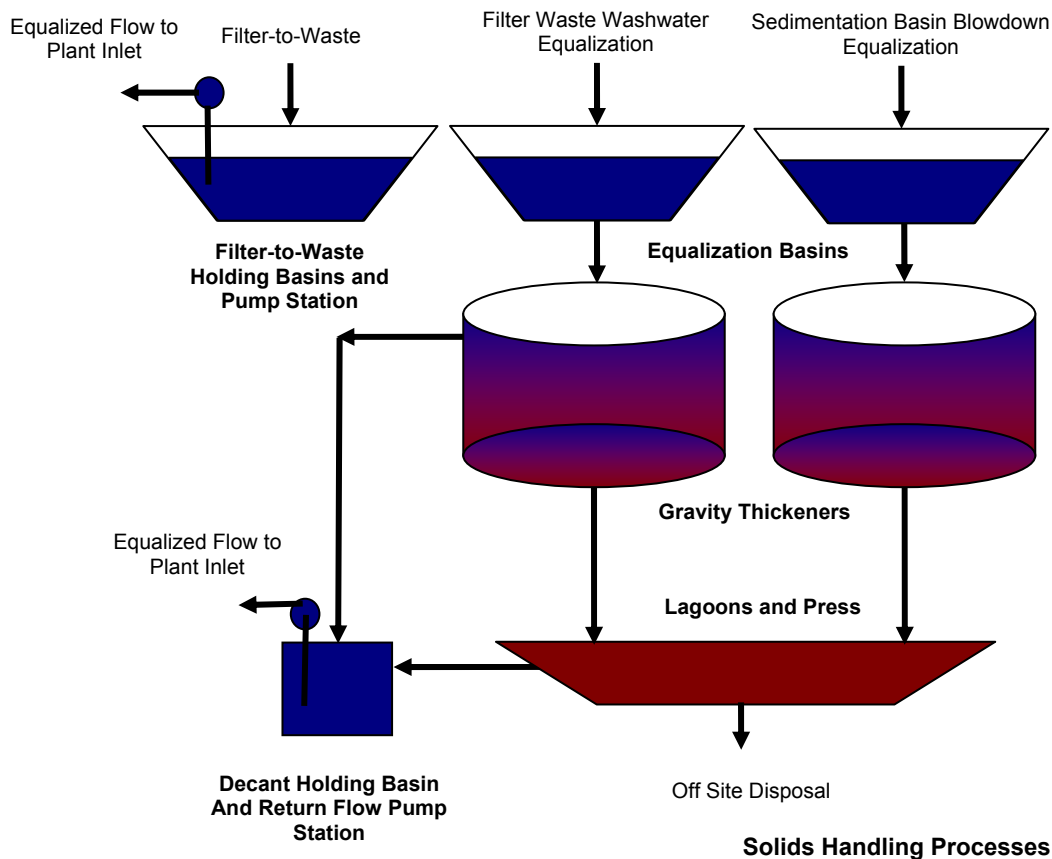 Equalized Flow to
Plant Inlet
Filter-to-Waste
Filter Waste Washwater
Equalization
Sedimentation Basin Blowdown
Equalization
Filter-to-Waste
Holding Basins and
Pump Station
Equalization Basins
Gravity Thickeners
Equalized Flow to
Plant Inlet
Lagoons and Press
Decant Holding Basin
And Return Flow Pump
Station
Off Site Disposal
Solids Handling Processes